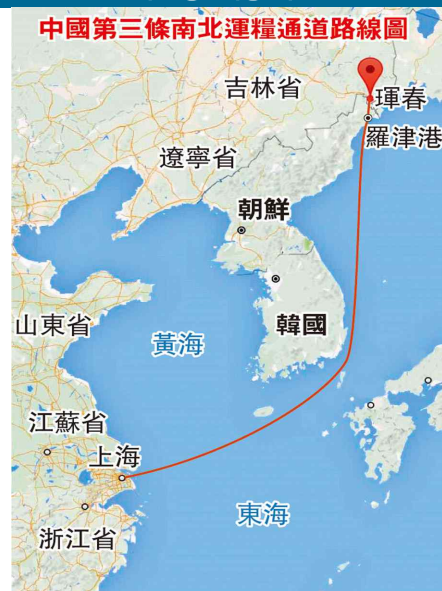 中國第三條南北運糧通道路線圖
吉林省
琿春
羅津港
遼寧省
朝鮮
韓國
山東省
黃海
江蘇省
上海
東海
浙江省